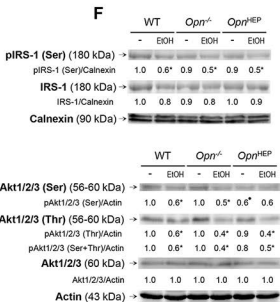 F
WT Opn-/- OpnHEP
- EtOH - EtOH - EtOH
pIRS-1 (Ser) (180 kDa)→
pIRS-1 (Ser)/Calnexin 1.0 0.6* 0.9 0.5* 0.9 0.5*
IRS-1 (180 kDa)→
IRS-1/Calnexin 1.0 0.8 0.9 0.8 1.0 0.9
Calnexin (90 kDa)→
WT Opn-/- OpnHEP
- EtOH - EtOH - EtOH
Akt1/2/3 (Ser) (56-60 kDa)→
pAkt1/2/3 (Ser)/Actin 1.0 0.6* 1.0 0.5* 0.6* 0.6
Akt1/2/3 (Thr) (56-60 kDa)→
pAkt1/2/3 (Thr)/Actin 1.0 0.6* 1.0 0.4* 0.9 0.4*
pAkt1/2/3 (Ser+Thr)/Actin 1.0 0.6* 1.0 0.4* 0.8 0.5*
Akt1/2/3 (60 kDa)→
Akt1/2/3/Actin 1.0 1.0 1.0 1.0 1.0 1.0
Actin (43 kDa)→